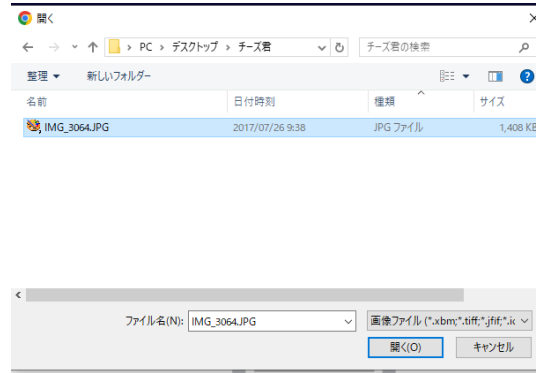 開く
PC > デスクトップ > チーズ君
チーズ君の検索
整理 新しいフォルダー
名前 日付時刻 種類 サイズ
IMG_3064.JPG 2017/07/26 9:38 JPG ファイル 1,408 KB
ファイル名(N): IMG_3064.JPG 画像ファイル (*.xbm;*.tiff;*.jfif;*.ic
開く(O) キャンセル